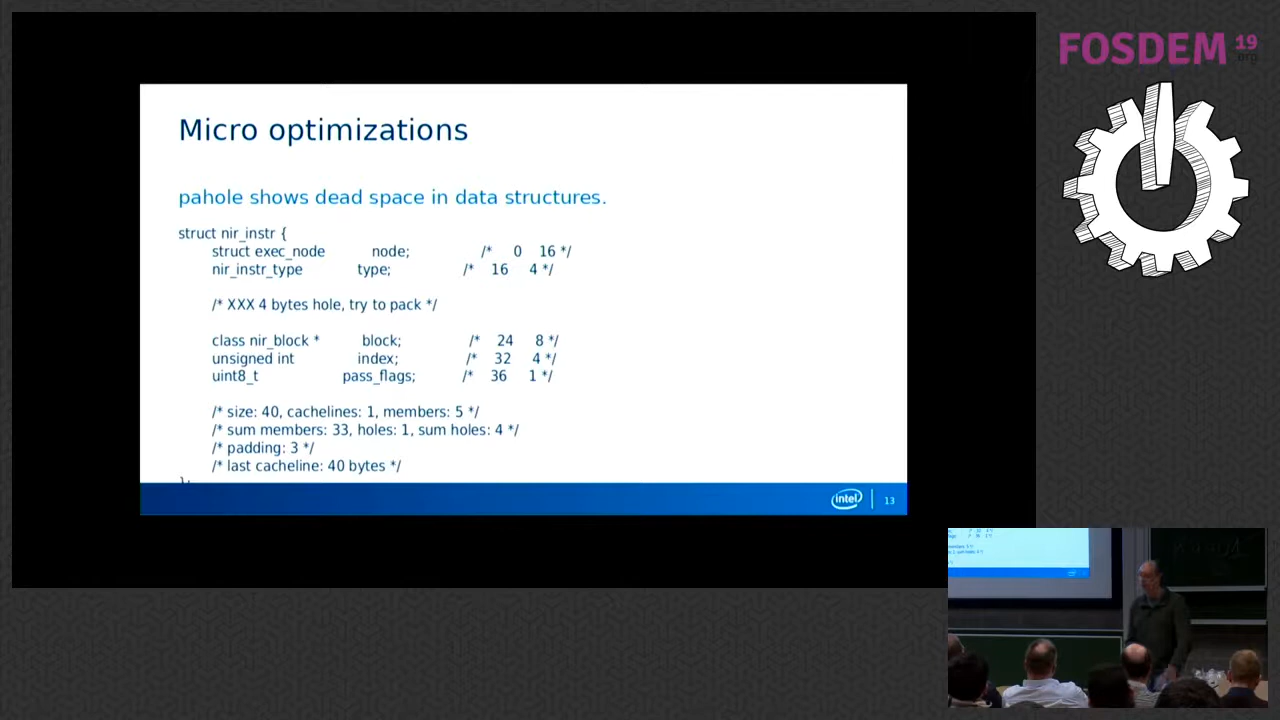 FOSDEM 19
.org
Micro optimizations
pahole shows dead space in data structures.
struct nir_instr {
struct exec_node node; /* 0 16 */
nir_instr_type type; /* 16 4 */
/* XXX 4 bytes hole, try to pack */
class nir_block * block; /* 24 8 */
unsigned int index; /* 32 4 */
uint8_t pass_flags; /* 36 1 */
/* size: 40, cachelines: 1, members: 5 */
/* sum members: 33, holes: 1, sum holes: 4 */
/* padding: 3 */
/* last cacheline: 40 bytes */
};
intel 13